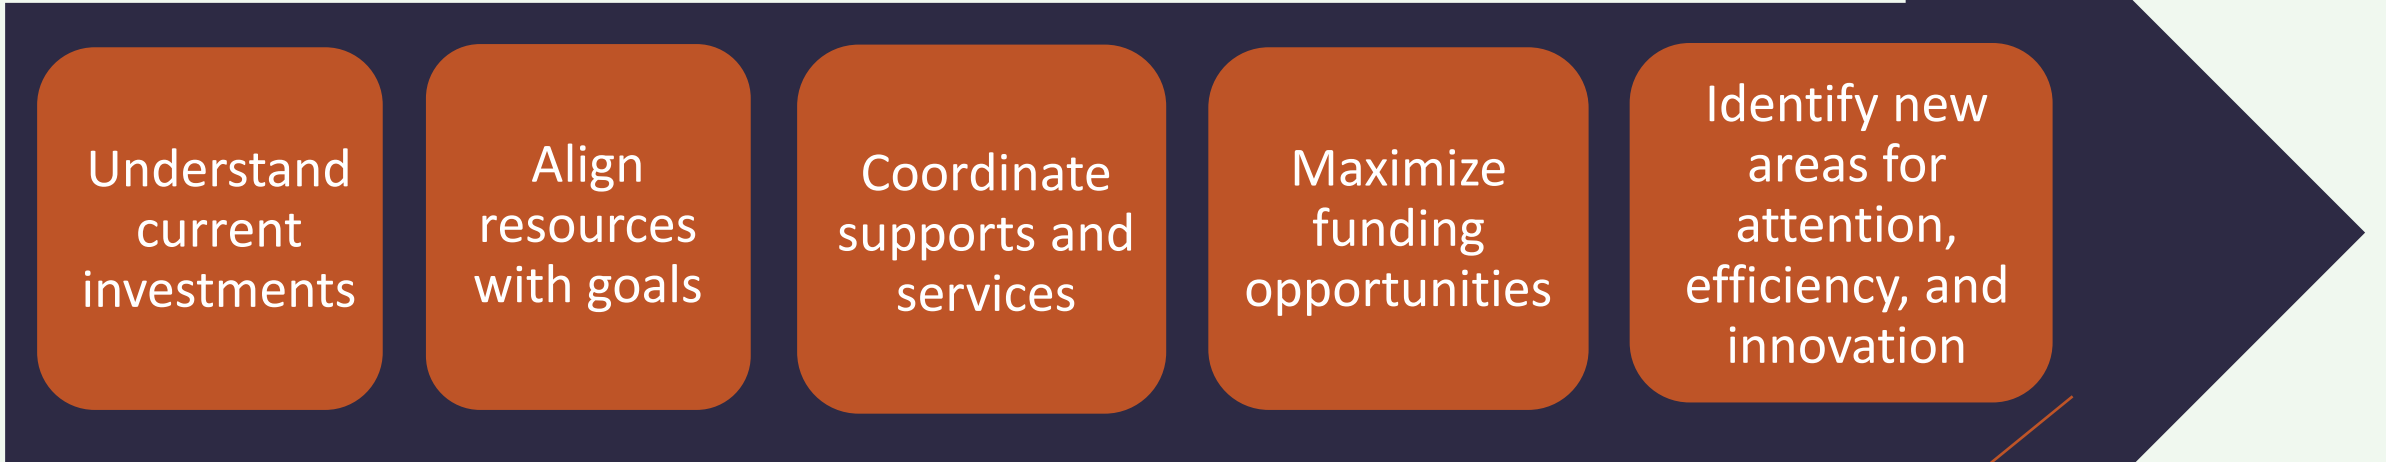 Understand
current
investments
Align
resources
with goals
Coordinate
supports and
services
Maximize
funding
opportunities
Identify new
areas for
attention,
efficiency, and
innovation